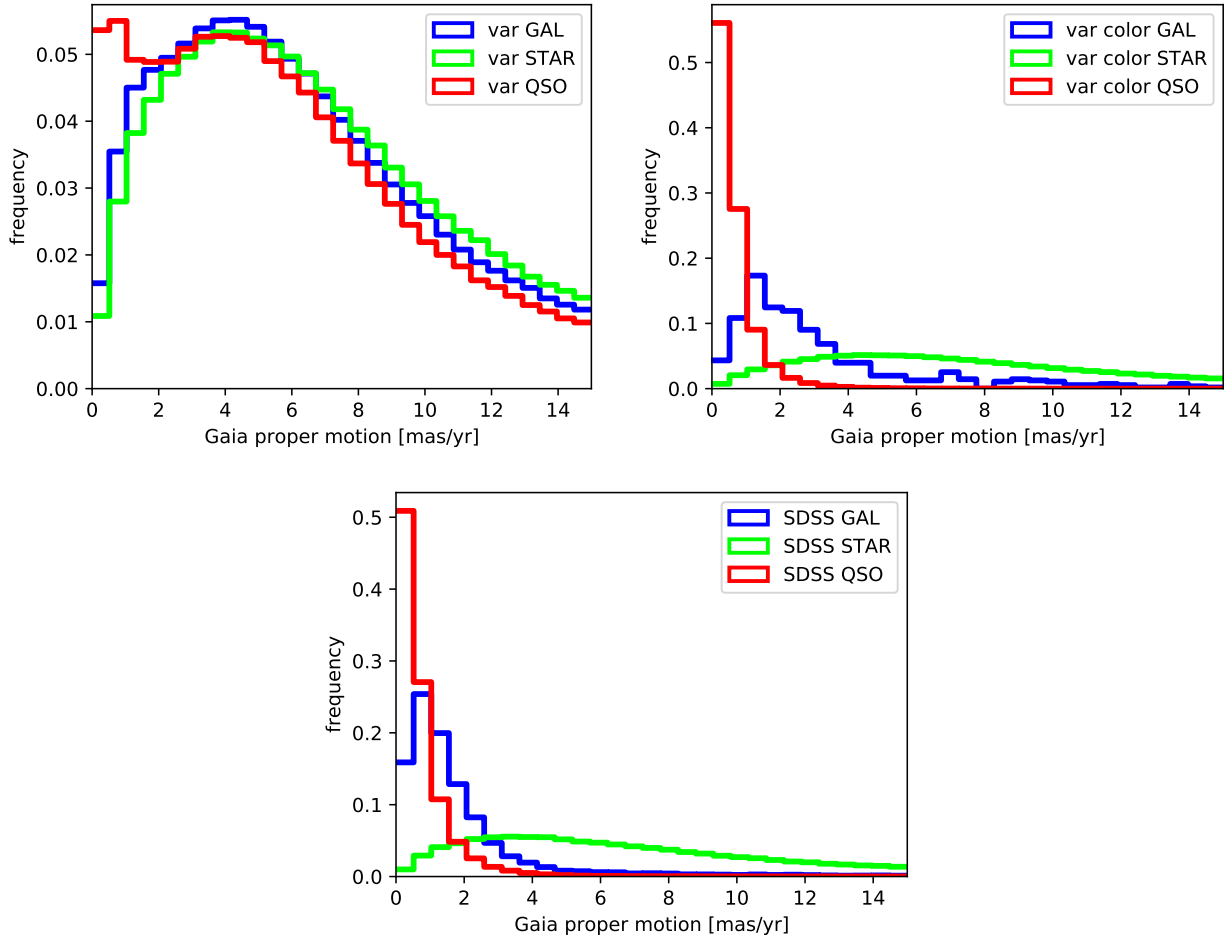 var GAL
var STAR
var QSO
frequency
0.05
0.04
0.03
0.02
0.01
0.00
0 2 4 6 8 10 12 14
Gaia proper motion [mas/yr]
var color GAL
var color STAR
var color QSO
frequency
0.5
0.4
0.3
0.2
0.1
0.0
0 2 4 6 8 10 12 14
Gaia proper motion [mas/yr]
SDSS GAL
SDSS STAR
SDSS QSO
frequency
0.5
0.4
0.3
0.2
0.1
0.0
0 2 4 6 8 10 12 14
Gaia proper motion [mas/yr]